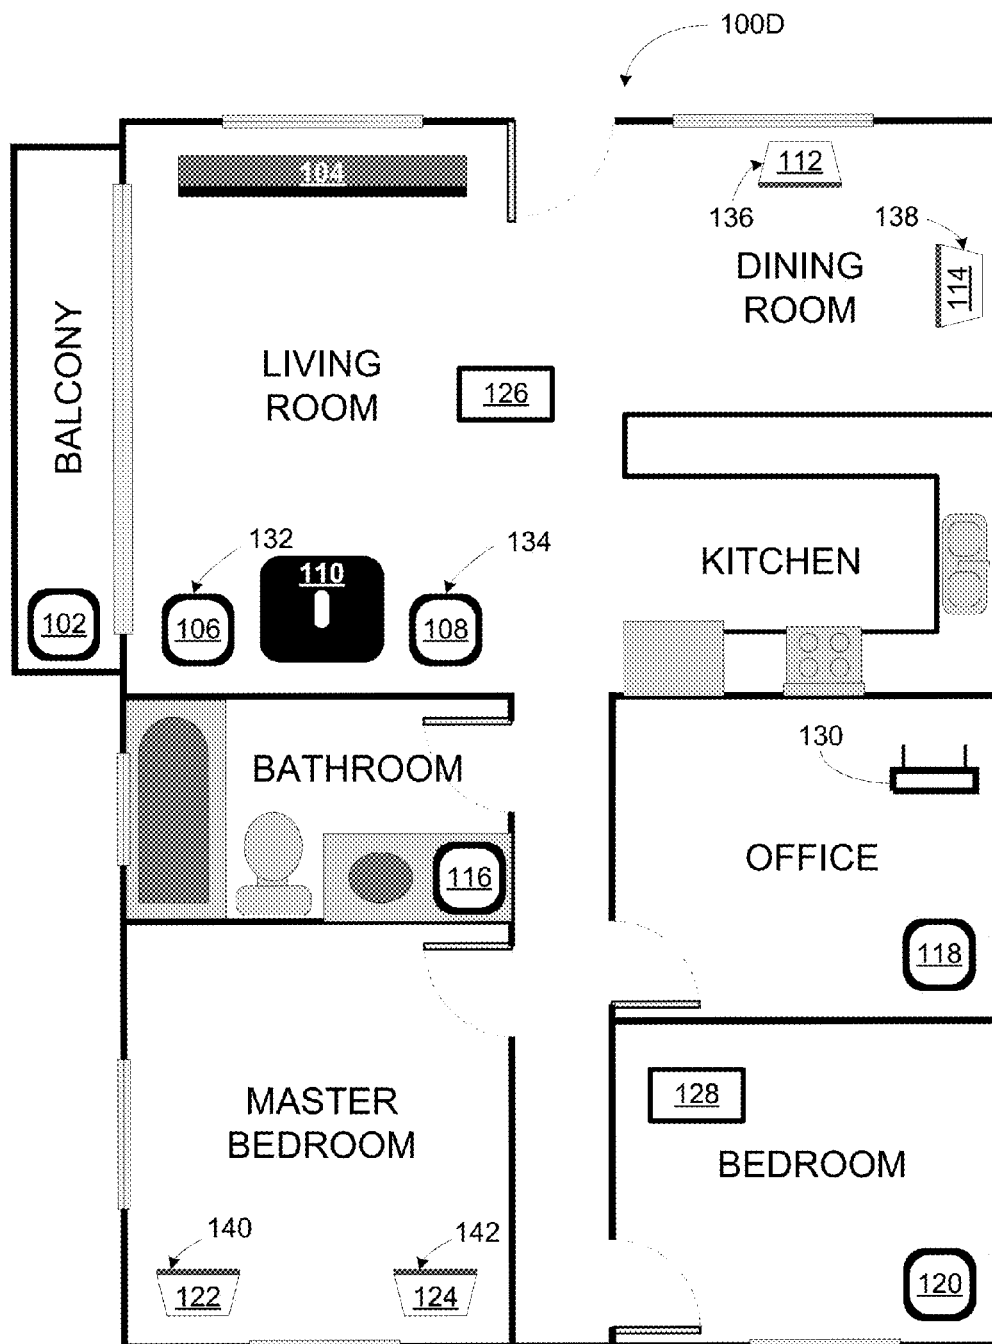 100D
104
112
136
138
114
DINING
ROOM
BALCONY
LIVING
ROOM
126
132
134
110
KITCHEN
102
106
108
130
BATHROOM
OFFICE
116
118
MASTER
BEDROOM
128
BEDROOM
140
142
122
124
120